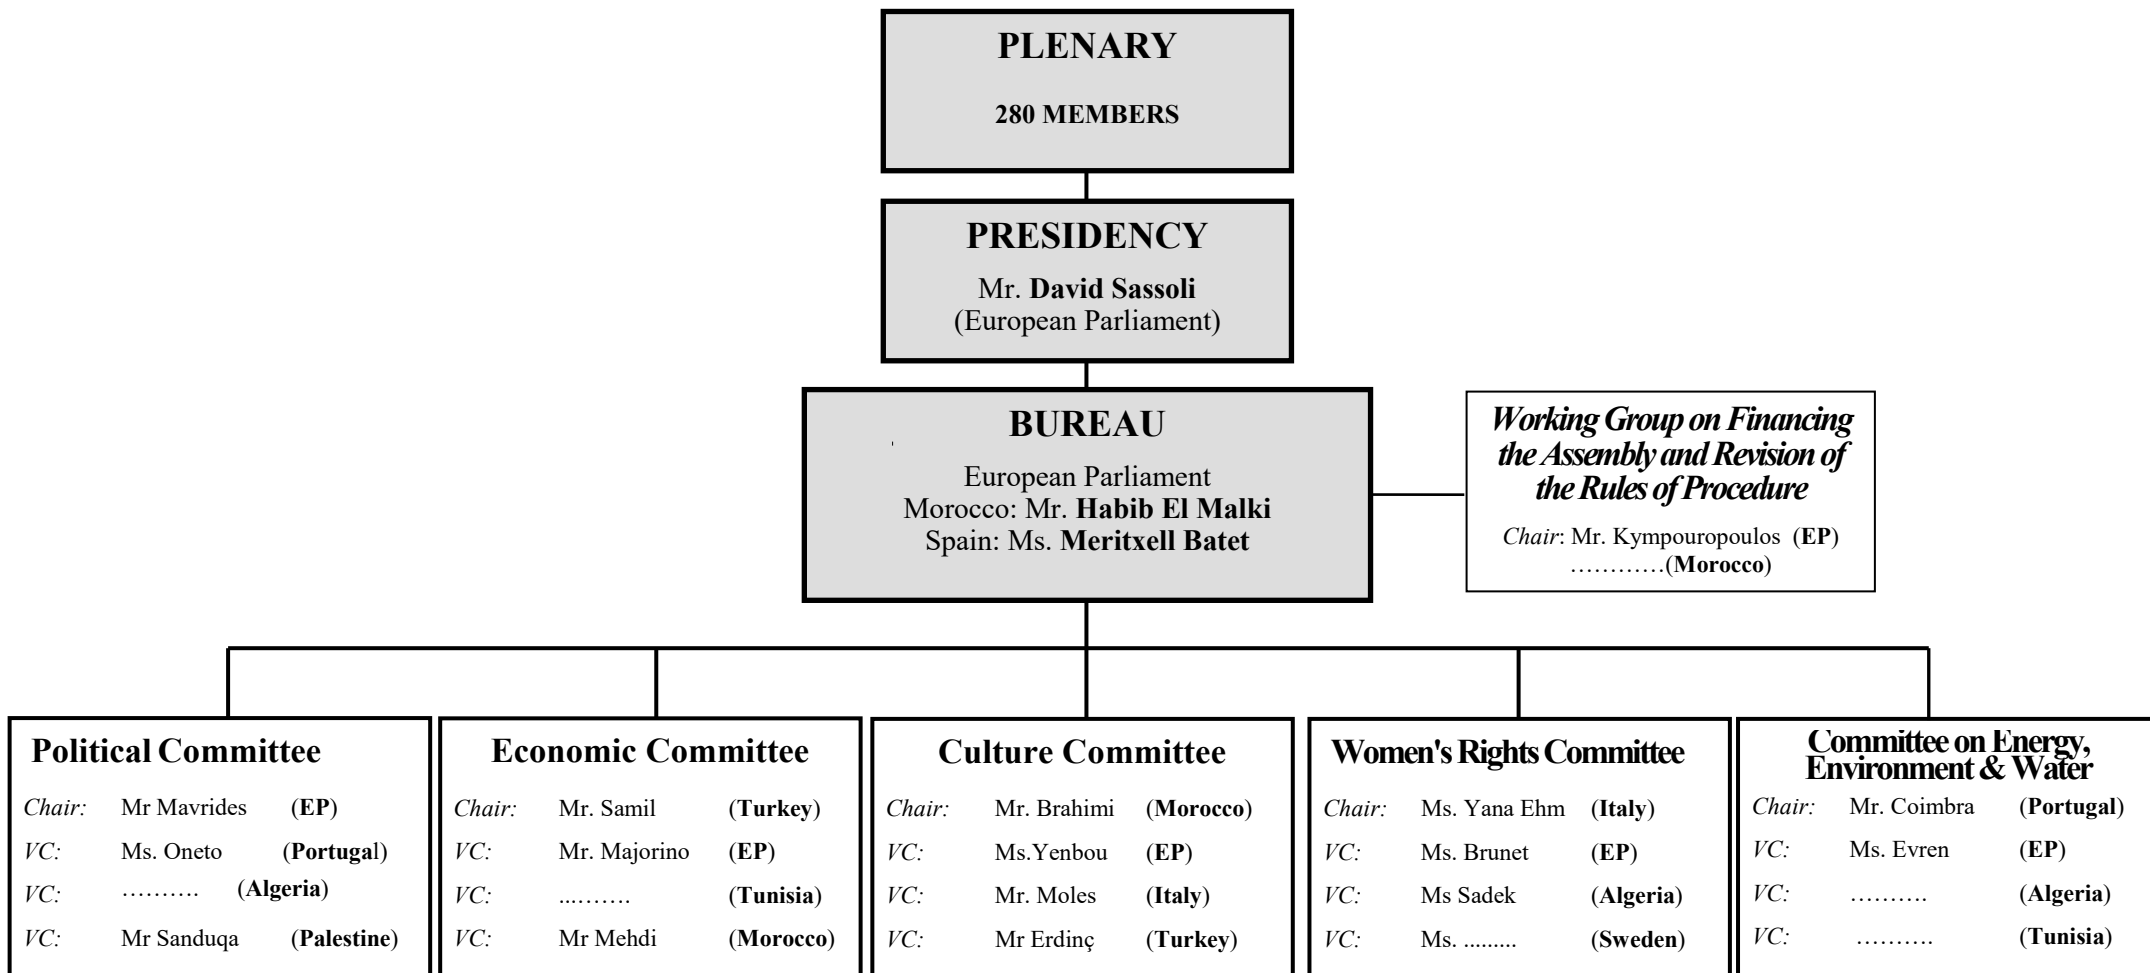 PLENARY
280 MEMBERS
PRESIDENCY
Mr. David Sassoli
(European Parliament)
BUREAU
European Parliament
Morocco: Mr. Habib El Malki
Spain: Ms. Meritxell Batet
Working Group on Financing
the Assembly and Revision of
the Rules of Procedure
Chair: Mr. Kympouropoulos (EP)
…………(Morocco)
Political Committee
Chair: Mr Mavrides (EP)
VC: Ms. Oneto (Portugal)
VC: ………. (Algeria)
VC: Mr Sanduqa (Palestine)
Economic Committee
Chair: Mr. Samil (Turkey)
VC: Mr. Majorino (EP)
VC: ...……. (Tunisia)
VC: Mr Mehdi (Morocco)
Culture Committee
Chair: Mr. Brahimi (Morocco)
VC: Ms.Yenbou (EP)
VC: Mr. Moles (Italy)
VC: Mr Erdinç (Turkey)
Women's Rights Committee
Chair: Ms. Yana Ehm (Italy)
VC: Ms. Brunet (EP)
VC: Ms Sadek (Algeria)
VC: Ms. ......... (Sweden)
Committee on Energy,
Environment & Water
Chair: Mr. Coimbra (Portugal)
VC: Ms. Evren (EP)
VC: ………. (Algeria)
VC: ………. (Tunisia)